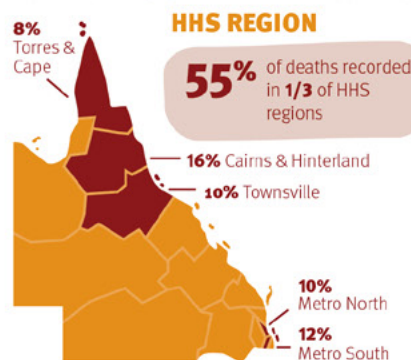 HHS REGION
8%
Torres &
Cape
55% of deaths recorded
in 1/3 of HHS
regions
16% Cairns & Hinterland
10% Townsville
10%
Metro North
12%
Metro South